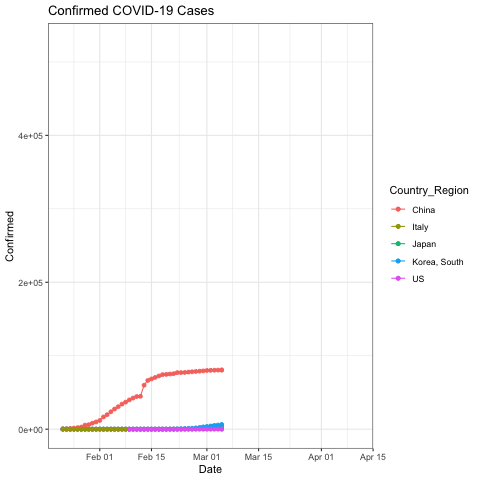 Confirmed COVID-19 Cases
Confirmed
4e+05
2e+05
0e+00
Feb 01
Feb 15
Mar 01
Mar 15
Apr 01
Apr 15
Date
Country_Region
China
Italy
Japan
Korea, South
US